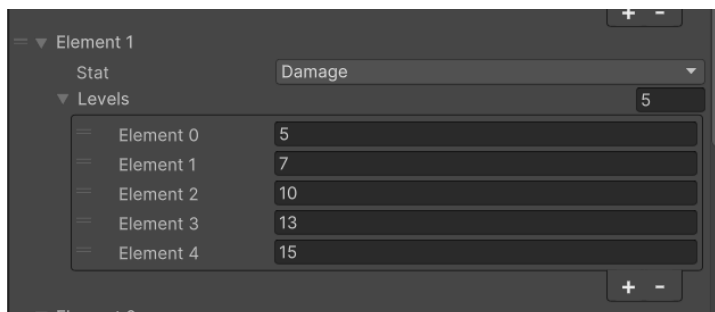 + -
Element 1
Stat Damage
Levels 5
Element 0 5
Element 1 7
Element 2 10
Element 3 13
Element 4 15
+ -